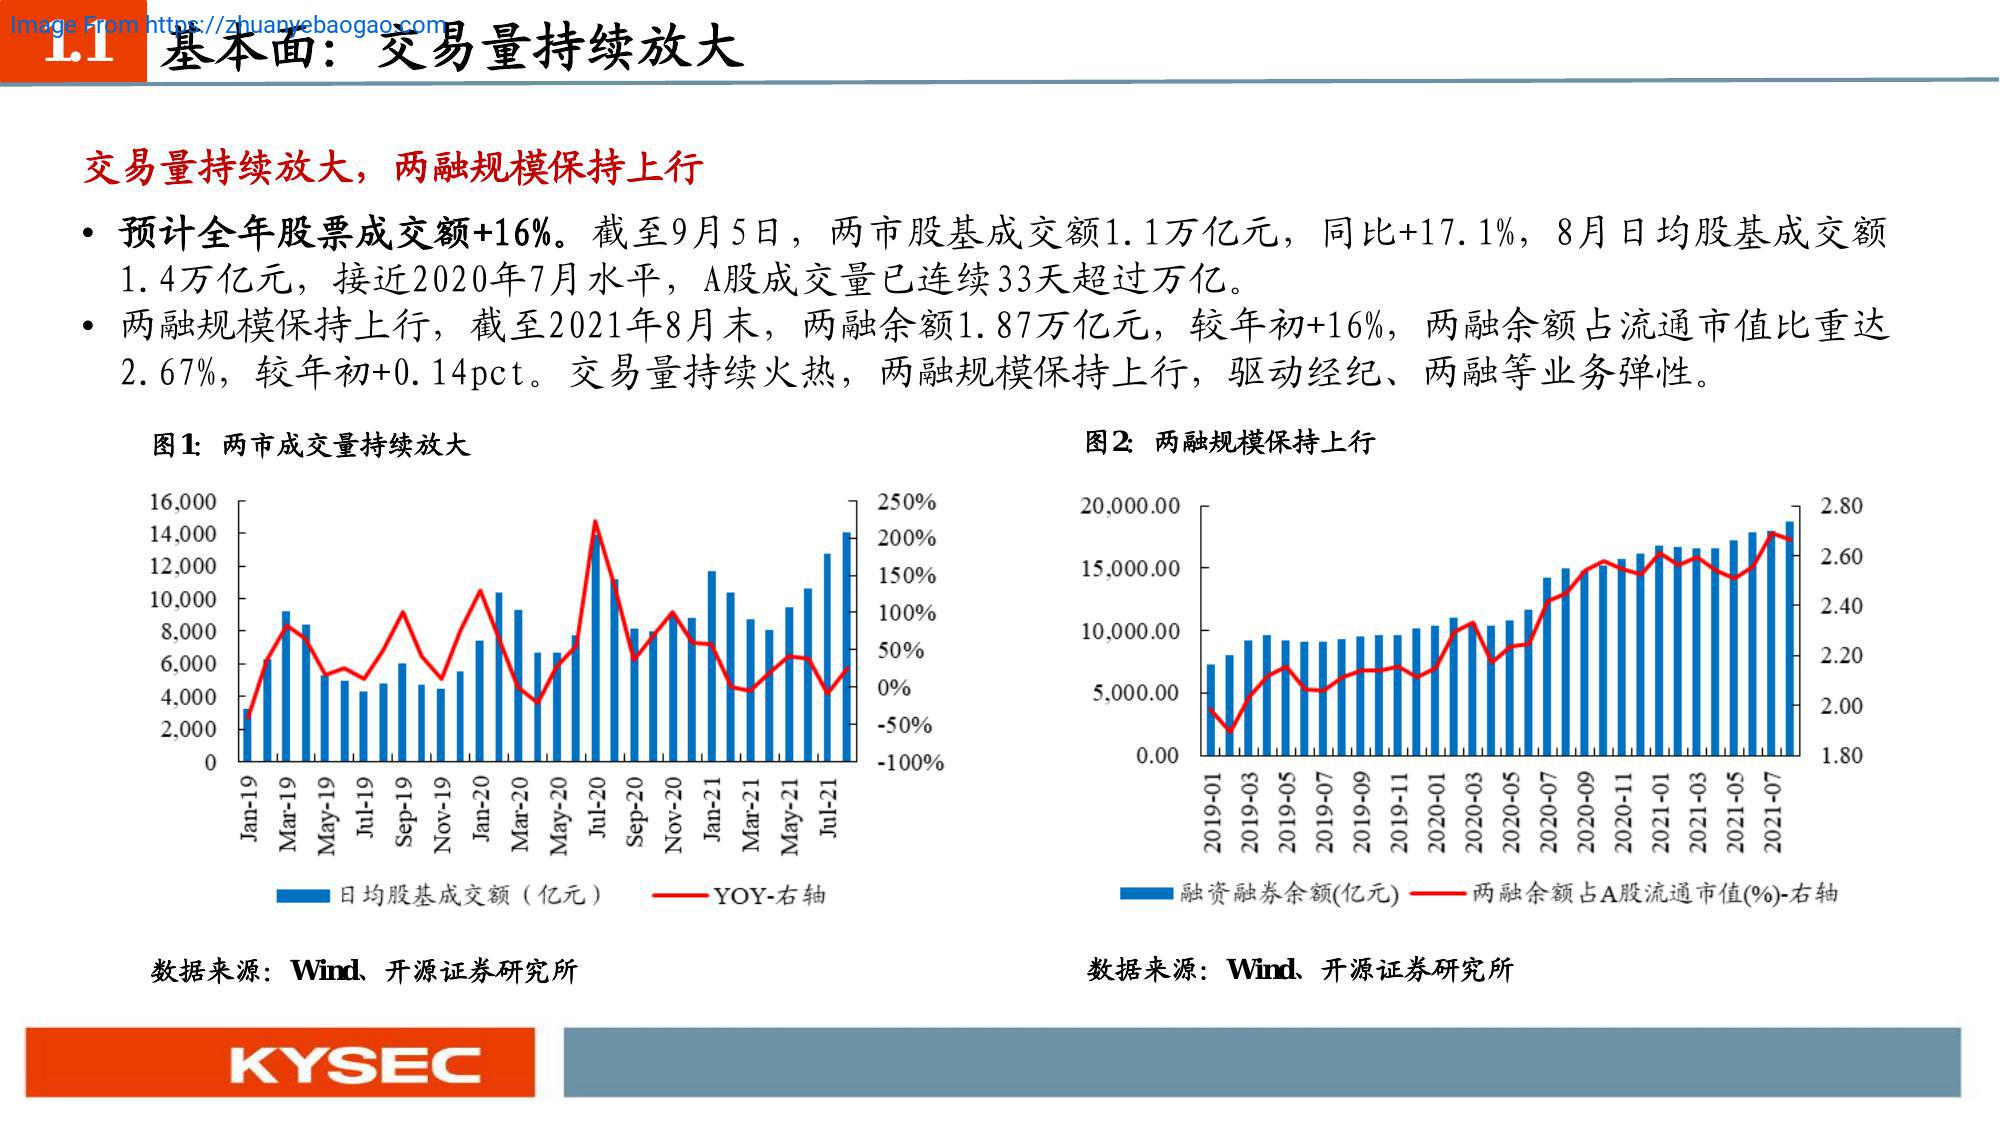 Image From https://zhuanyebaogao.com
1.1 基本面：交易量持续放大
交易量持续放大，两融规模保持上行
• 预计全年股票成交额+16%。截至9月5日，两市股基成交额1.1万亿元，同比+17.1%，8月日均股基成交额
1.4万亿元，接近2020年7月水平，A股成交量已连续33天超过万亿。
• 两融规模保持上行，截至2021年8月末，两融余额1.87万亿元，较年初+16%，两融余额占流通市值比重达
2.67%，较年初+0.14pct。交易量持续火热，两融规模保持上行，驱动经纪、两融等业务弹性。
图1：两市成交量持续放大
16,000
14,000
12,000
10,000
8,000
6,000
4,000
2,000
0
250%
200%
150%
100%
50%
0%
-50%
-100%
Jan-19
Mar-19
May-19
Jul-19
Sep-19
Nov-19
Jan-20
Mar-20
May-20
Jul-20
Sep-20
Nov-20
Jan-21
Mar-21
May-21
Jul-21
日均股基成交额（亿元） YOY-右轴
数据来源：Wind、开源证券研究所
图2：两融规模保持上行
20,000.00
15,000.00
10,000.00
5,000.00
0.00
2.80
2.60
2.40
2.20
2.00
1.80
2019-01
2019-03
2019-05
2019-07
2019-09
2019-11
2020-01
2020-03
2020-05
2020-07
2020-09
2020-11
2021-01
2021-03
2021-05
2021-07
融资融券余额(亿元) 两融余额占A股流通市值(%)-右轴
数据来源：Wind、开源证券研究所
KYSEC